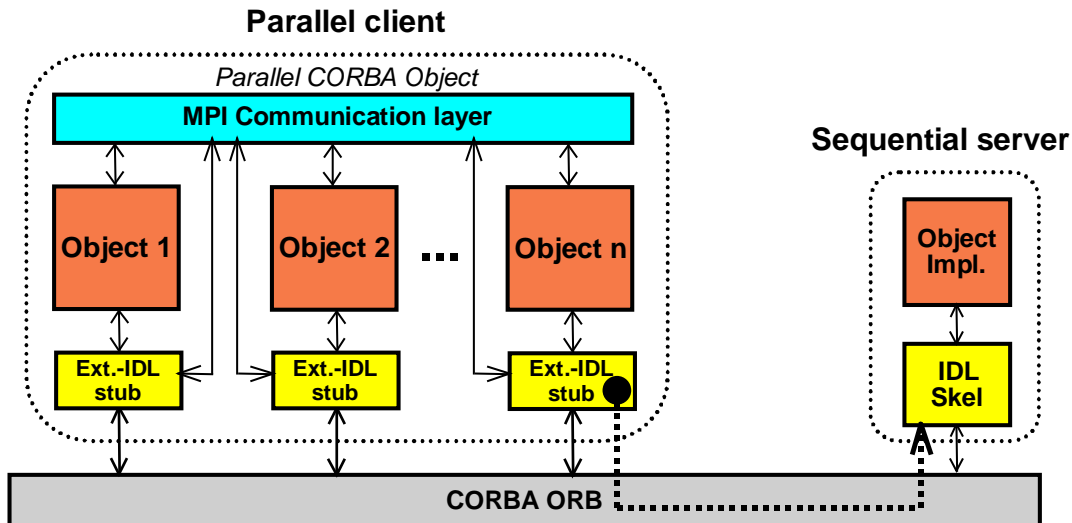 Parallel client
Parallel CORBA Object
MPI Communication layer
Sequential server
Object 1
Object 2
...
Object n
Object
Impl.
Ext.-IDL
stub
Ext.-IDL
stub
Ext.-IDL
stub
IDL
Skel
CORBA ORB